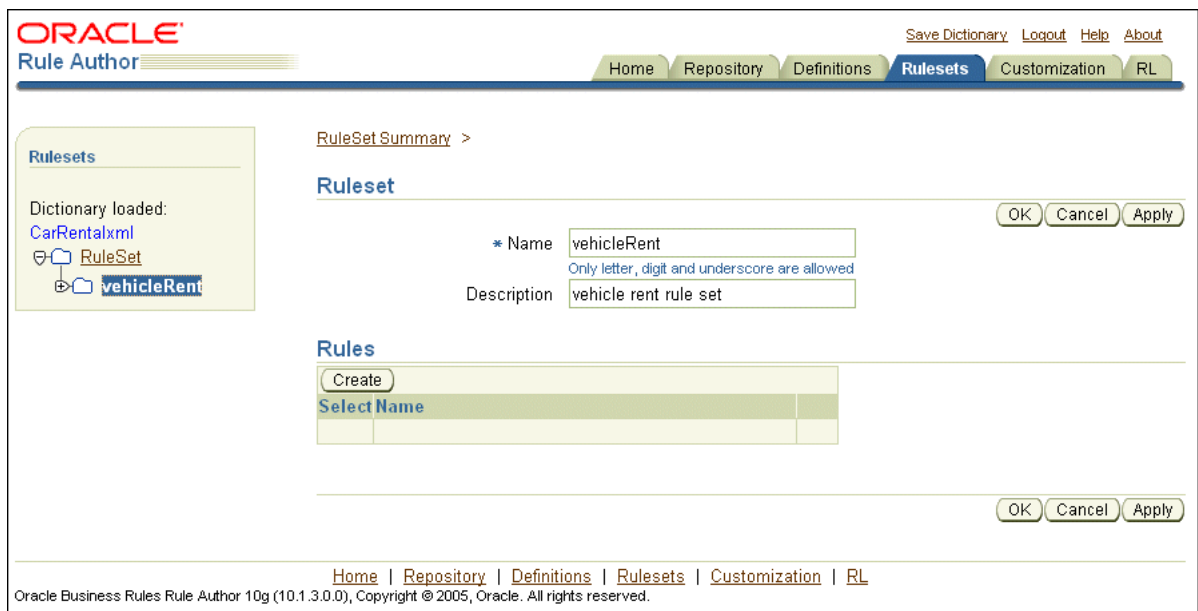 ORACLE
Rule Author
Save Dictionary Logout Help About
Home Repository Definitions Rulesets Customization RL
Rulesets
Dictionary loaded:
CarRentalxml
RuleSet
vehicleRent
RuleSet Summary >
Ruleset
OK Cancel Apply
* Name vehicleRent
Only letter, digit and underscore are allowed
Description vehicle rent rule set
Rules
Create
Select Name
OK Cancel Apply
Home | Repository | Definitions | Rulesets | Customization | RL
Oracle Business Rules Rule Author 10g (10.1.3.0.0), Copyright © 2005, Oracle. All rights reserved.